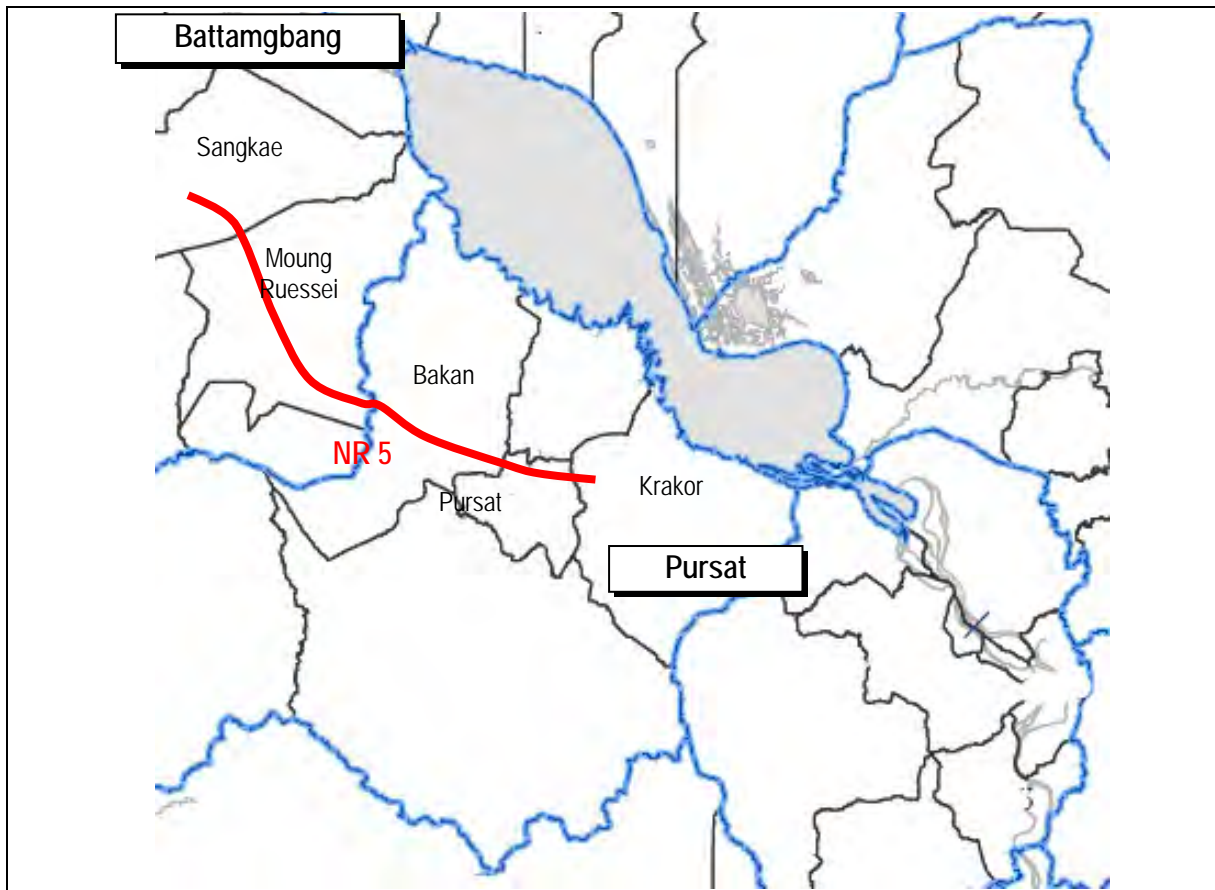 Battamgbang
Sangkae
Moung
Ruessei
Bakan
NR 5
Pursat
Krakor
Pursat